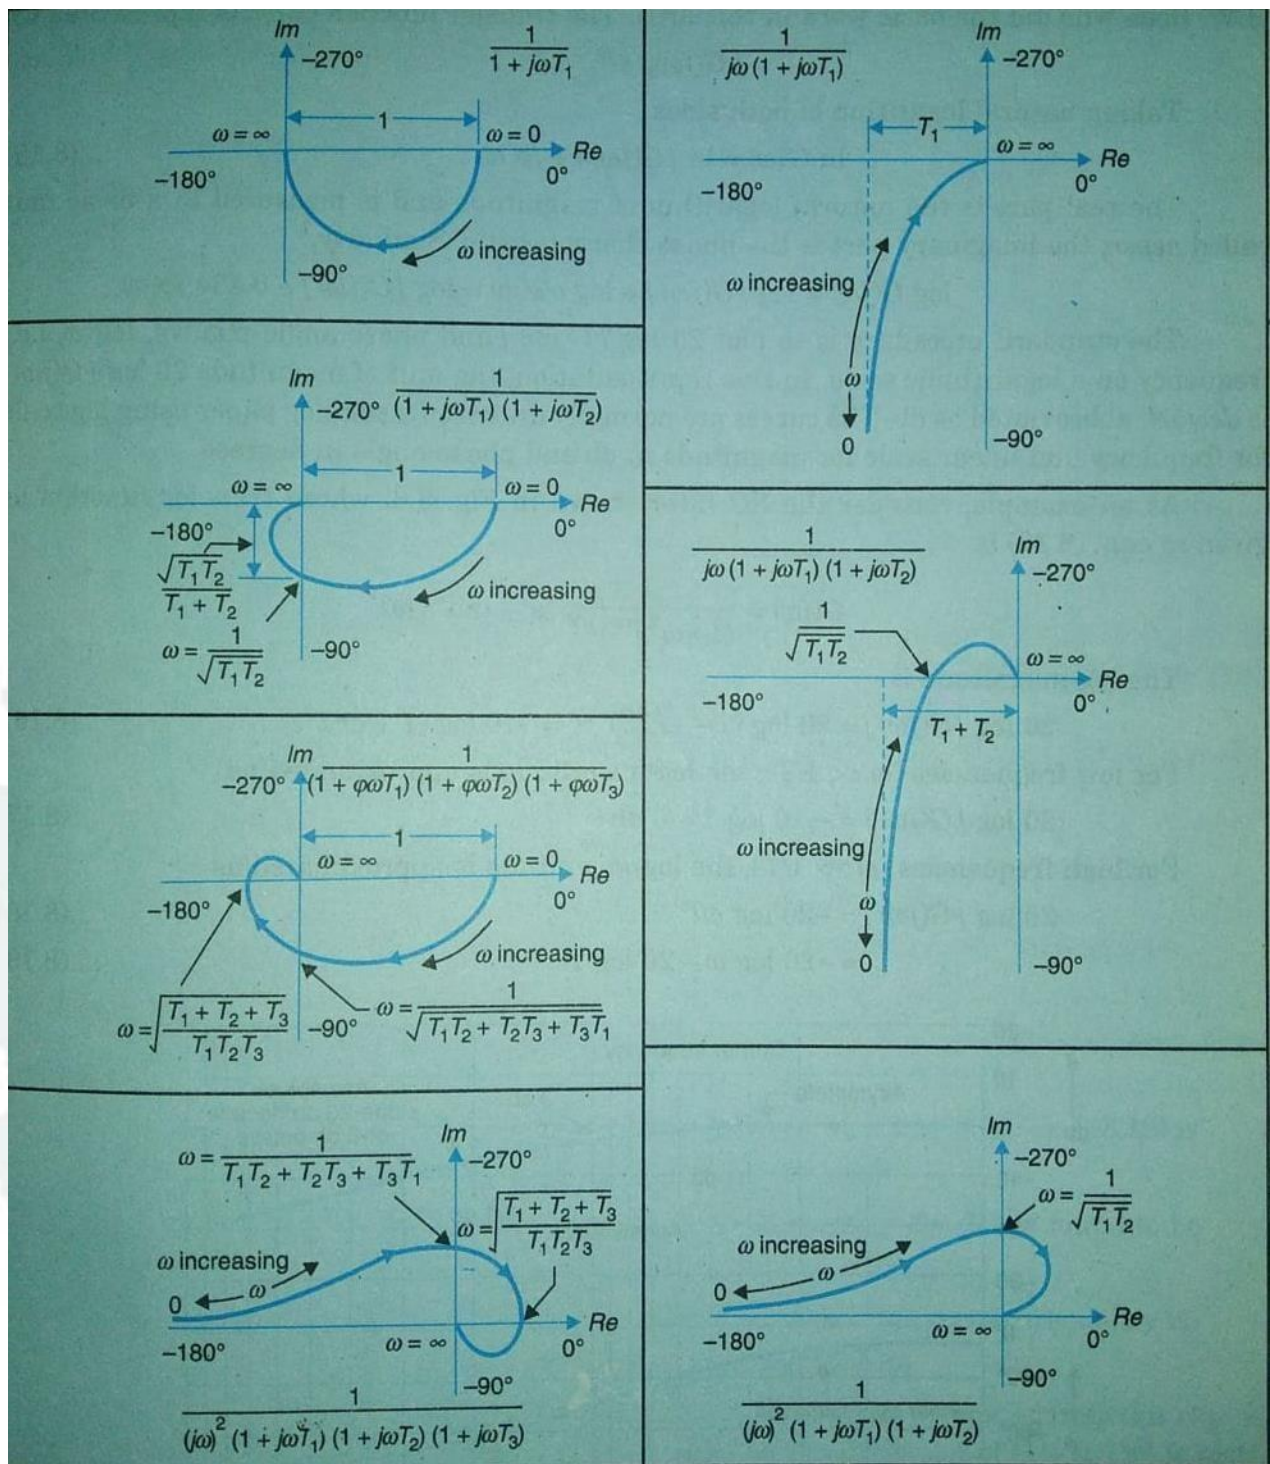 Im
-270°
1 / (1 + jωT₁)
1
ω = ∞
ω = 0
Re
-180°
0°
ω increasing
-90°
1 / (jω (1 + jωT₁))
Im
-270°
T₁
ω = ∞
Re
-180°
0°
ω increasing
ω
0
-90°
Im
-270°
1 / ((1 + jωT₁) (1 + jωT₂))
1
ω = ∞
ω = 0
Re
-180°
0°
√(T₁T₂) / (T₁ + T₂)
ω increasing
ω = 1 / √(T₁T₂)
-90°
1 / (jω (1 + jωT₁) (1 + jωT₂))
Im
-270°
1 / √(T₁T₂)
ω = ∞
Re
-180°
0°
T₁ + T₂
ω increasing
ω
0
-90°
Im
-270°
1 / ((1 + φωT₁) (1 + φωT₂) (1 + φωT₃))
1
ω = ∞
ω = 0
Re
-180°
0°
ω increasing
ω = √((T₁ + T₂ + T₃) / (T₁T₂T₃))
-90°
ω = 1 / √(T₁T₂ + T₂T₃ + T₃T₁)
Im
ω = 1 / (T₁T₂ + T₂T₃ + T₃T₁)
-270°
ω = √((T₁ + T₂ + T₃) / (T₁T₂T₃))
ω increasing
ω
0
Re
-180°
ω = ∞
0°
-90°
1 / ((jω)² (1 + jωT₁) (1 + jωT₂) (1 + jωT₃))
Im
-270°
ω = 1 / √(T₁T₂)
ω increasing
ω
0
Re
-180°
ω = ∞
0°
-90°
1 / ((jω)² (1 + jωT₁) (1 + jωT₂))